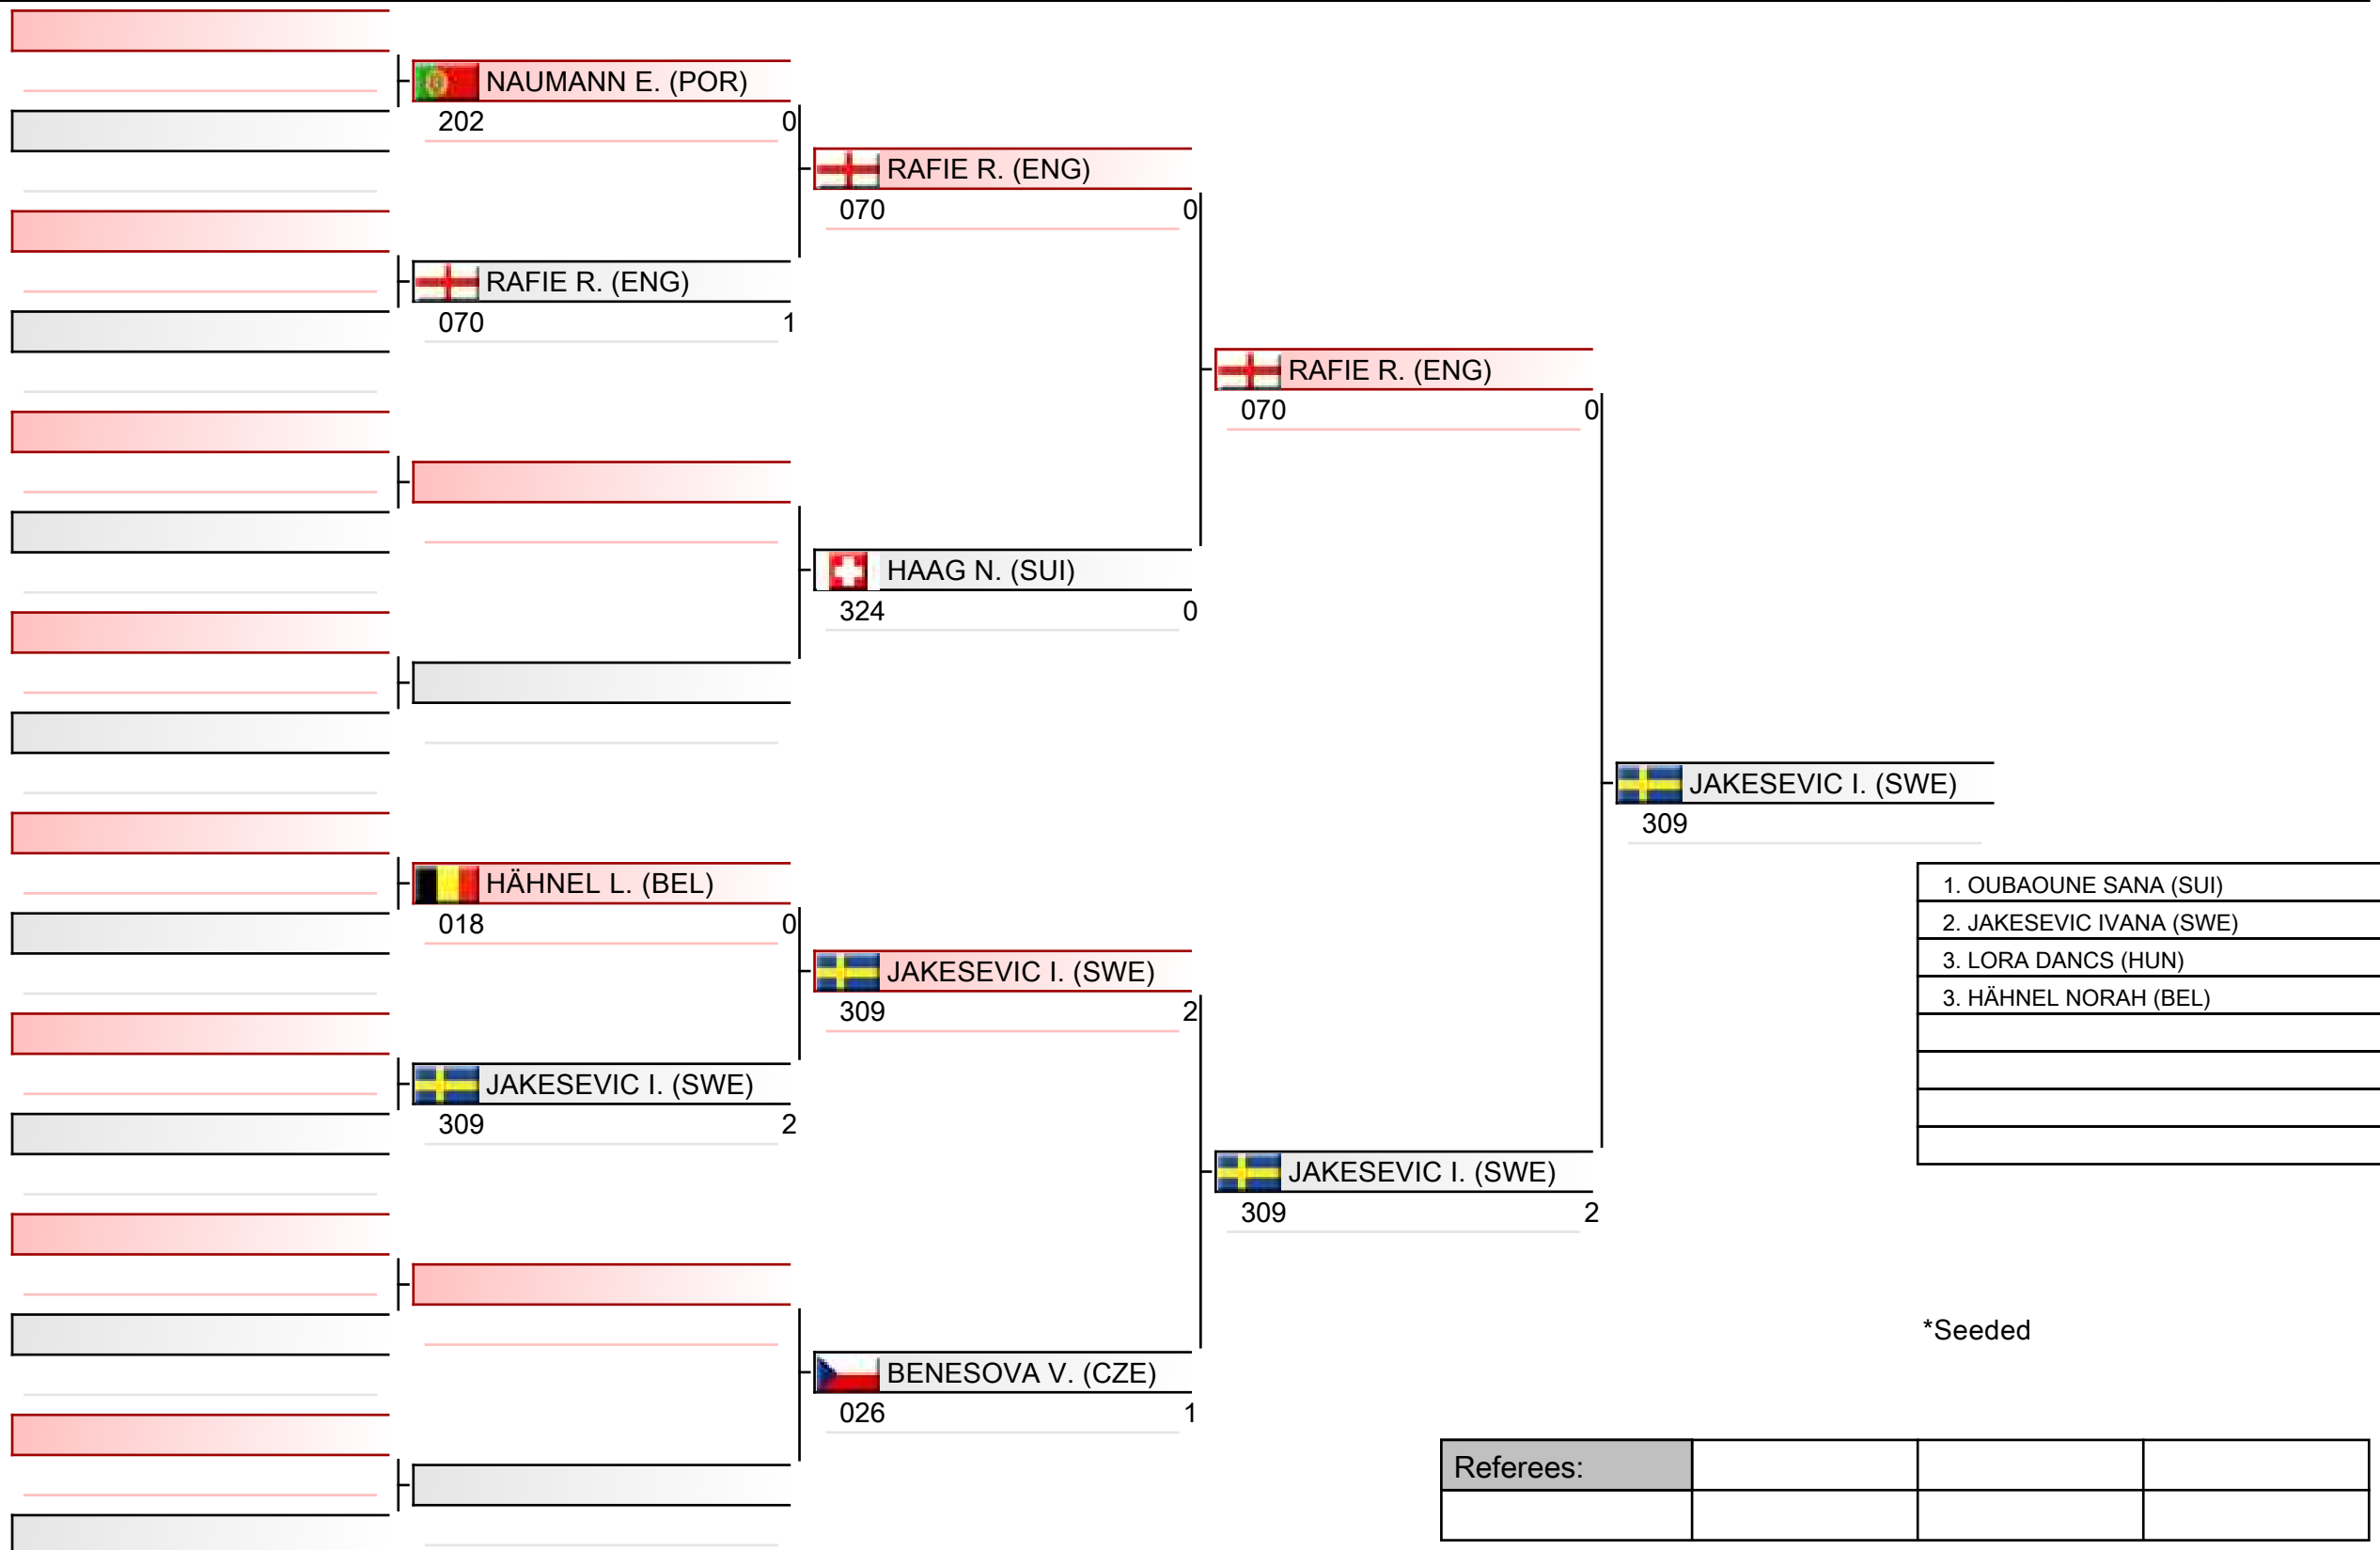 NAUMANN E. (POR)
202 0
RAFIE R. (ENG)
070 0
RAFIE R. (ENG)
070 1
RAFIE R. (ENG)
070 0
HAAG N. (SUI)
324 0
JAKESEVIC I. (SWE)
309
HÄHNEL L. (BEL)
018 0
1. OUBAOUNE SANA (SUI)
2. JAKESEVIC IVANA (SWE)
3. LORA DANCS (HUN)
3. HÄHNEL NORAH (BEL)
JAKESEVIC I. (SWE)
309 2
JAKESEVIC I. (SWE)
309 2
JAKESEVIC I. (SWE)
309 2
*Seeded
BENESOVA V. (CZE)
026 1
Referees: